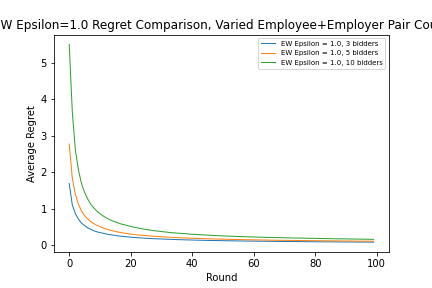 W Epsilon=1.0 Regret Comparison, Varied Employee+Employer Pair Cou
EW Epsilon = 1.0, 3 bidders
EW Epsilon = 1.0, 5 bidders
EW Epsilon = 1.0, 10 bidders
Average Regret
5
4
3
2
1
0
0 20 40 60 80 100
Round